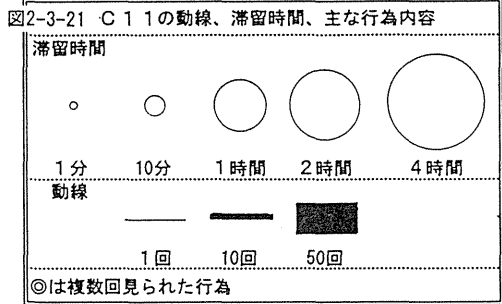 図2-3-21 C11の動線、滞留時間、主な行為内容
滞留時間
1分 10分 1時間 2時間 4時間
動線
1回 10回 50回
◎は複数回見られた行為